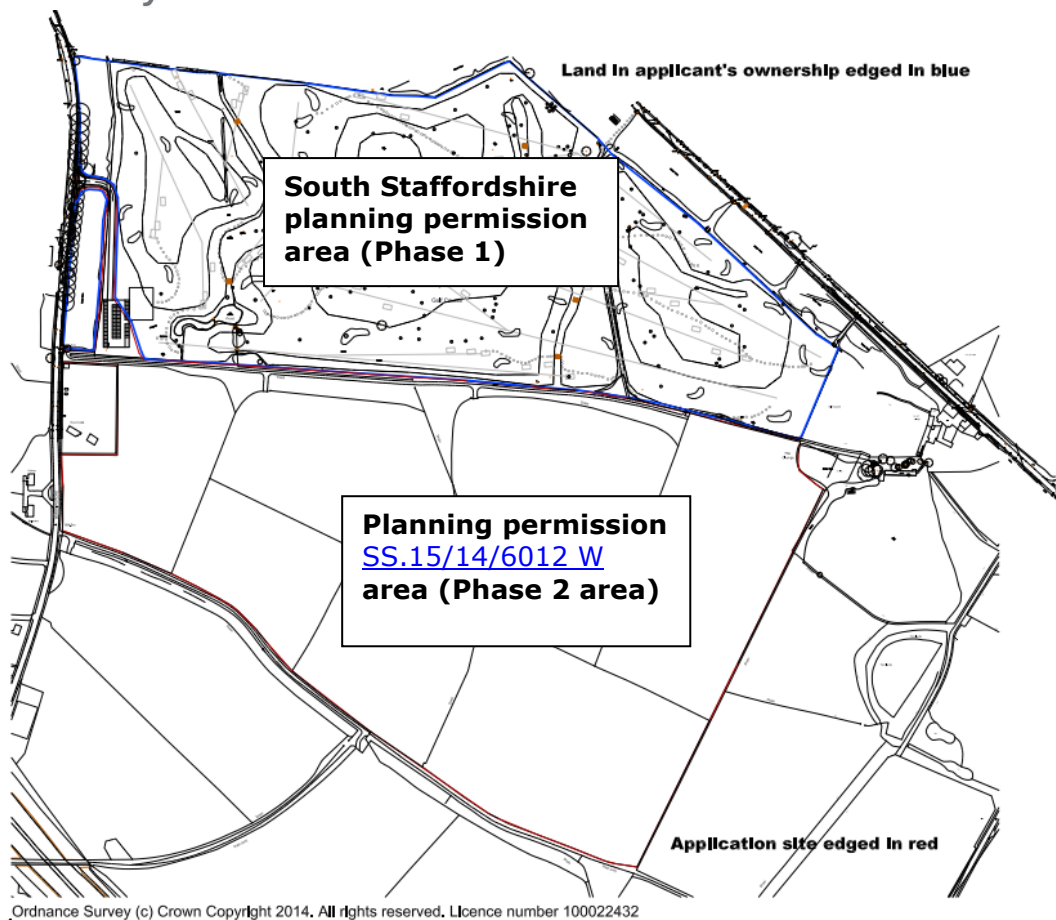 Land in applicant's ownership edged in blue
South Staffordshire
planning permission
area (Phase 1)
Planning permission
SS.15/14/6012 W
area (Phase 2 area)
Application site edged in red
Ordnance Survey (c) Crown Copyright 2014. All rights reserved. Licence number 100022432